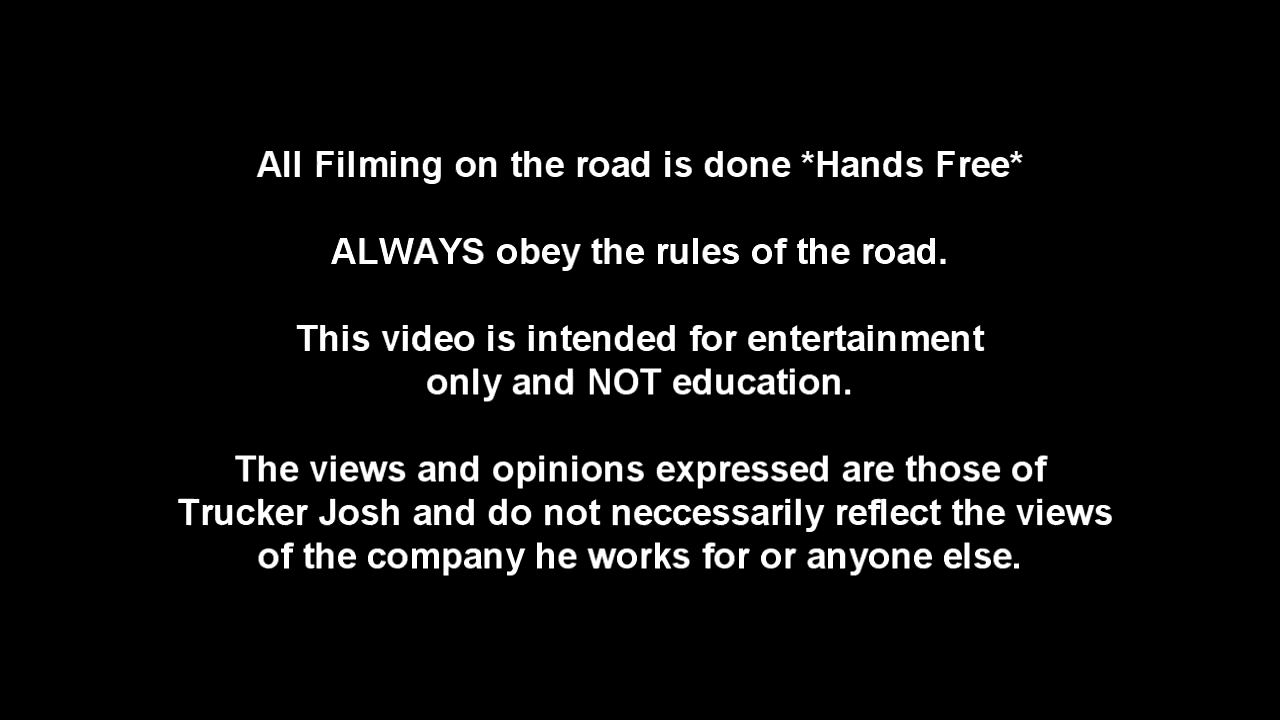 All Filming on the road is done *Hands Free*
ALWAYS obey the rules of the road.
This video is intended for entertainment
only and NOT education.
The views and opinions expressed are those of
Trucker Josh and do not neccessarily reflect the views
of the company he works for or anyone else.